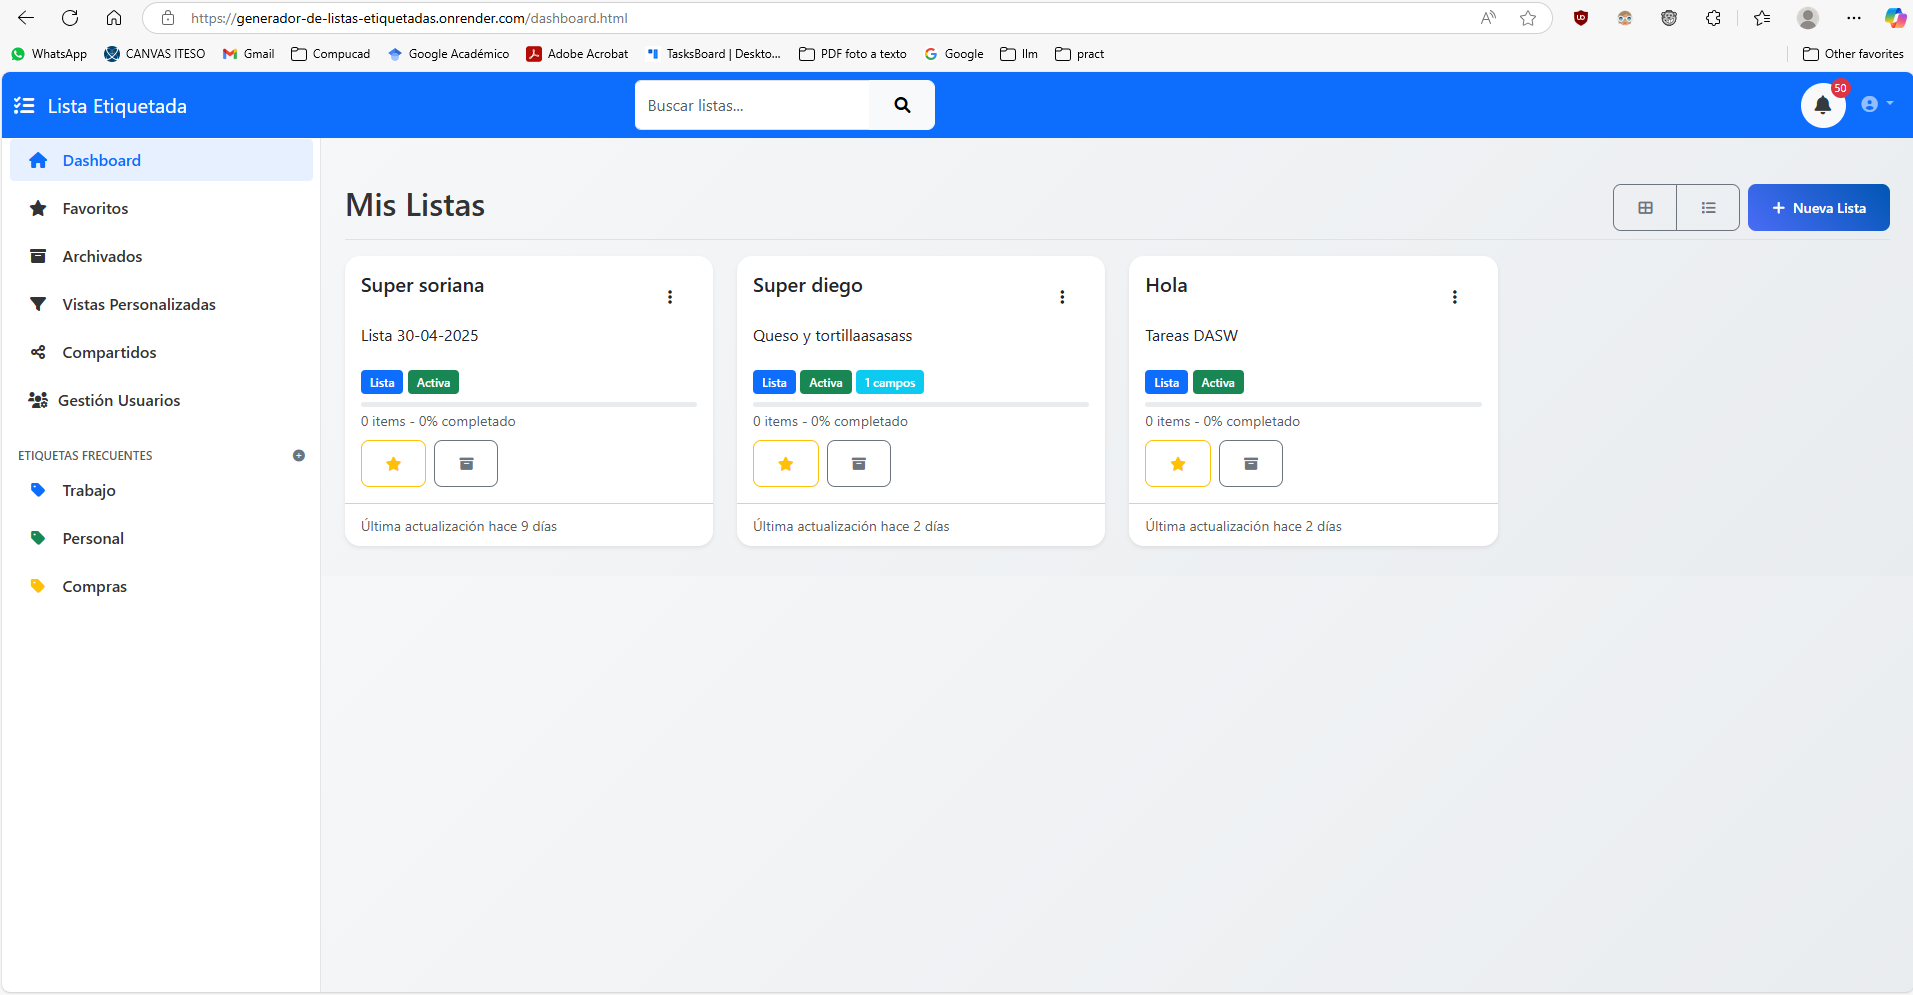 https://generador-de-listas-etiquetadas.onrender.com/dashboard.html
WhatsApp CANVAS ITESO Gmail Compucad Google Académico Adobe Acrobat TasksBoard | Deskto... PDF foto a texto Google llm pract Other favorites
Lista Etiquetada
Buscar listas...
50
Dashboard
Favoritos
Archivados
Vistas Personalizadas
Compartidos
Gestión Usuarios
ETIQUETAS FRECUENTES
Trabajo
Personal
Compras
Mis Listas
+ Nueva Lista
Super soriana
Lista 30-04-2025
Lista Activa
0 items - 0% completado
Última actualización hace 9 días
Super diego
Queso y tortillaasasass
Lista Activa 1 campos
0 items - 0% completado
Última actualización hace 2 días
Hola
Tareas DASW
Lista Activa
0 items - 0% completado
Última actualización hace 2 días